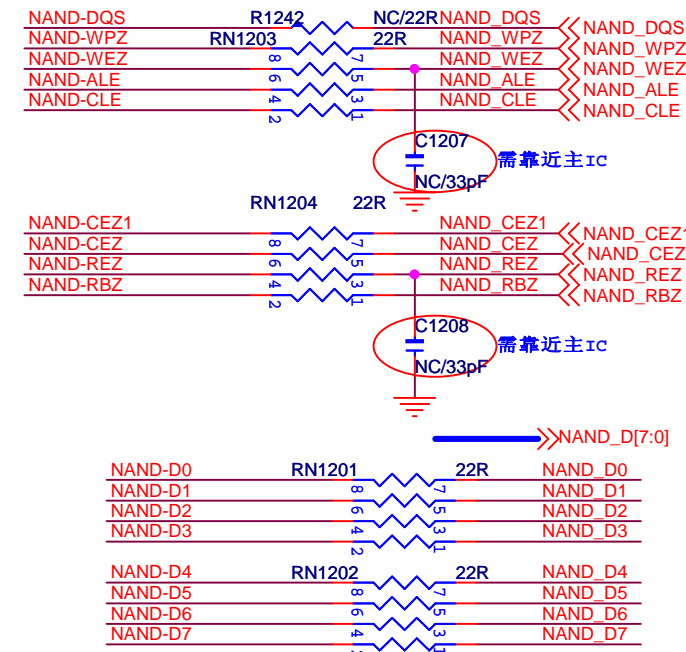 NAND-DQS R1242 NC/22R NAND_DQS NAND_DQS
NAND-WPZ RN1203 22R NAND_WPZ NAND_WPZ
NAND-WEZ 8 7 NAND_WEZ NAND_WEZ
NAND-ALE 6 5 NAND_ALE NAND_ALE
NAND-CLE 4 3 NAND_CLE NAND_CLE
2 1
C1207
需靠近主IC
NC/33pF
RN1204 22R
NAND-CEZ1 NAND_CEZ1 NAND_CEZ1
NAND-CEZ 8 7 NAND_CEZ NAND_CEZ
NAND-REZ 6 5 NAND_REZ NAND_REZ
NAND-RBZ 4 3 NAND_RBZ NAND_RBZ
2 1
C1208
需靠近主IC
NC/33pF
NAND_D[7:0]
NAND-D0 RN1201 22R NAND_D0
NAND-D1 8 7 NAND_D1
NAND-D2 6 5 NAND_D2
NAND-D3 4 3 NAND_D3
2 1
NAND-D4 RN1202 22R NAND_D4
NAND-D5 8 7 NAND_D5
NAND-D6 6 5 NAND_D6
NAND-D7 4 3 NAND_D7
1